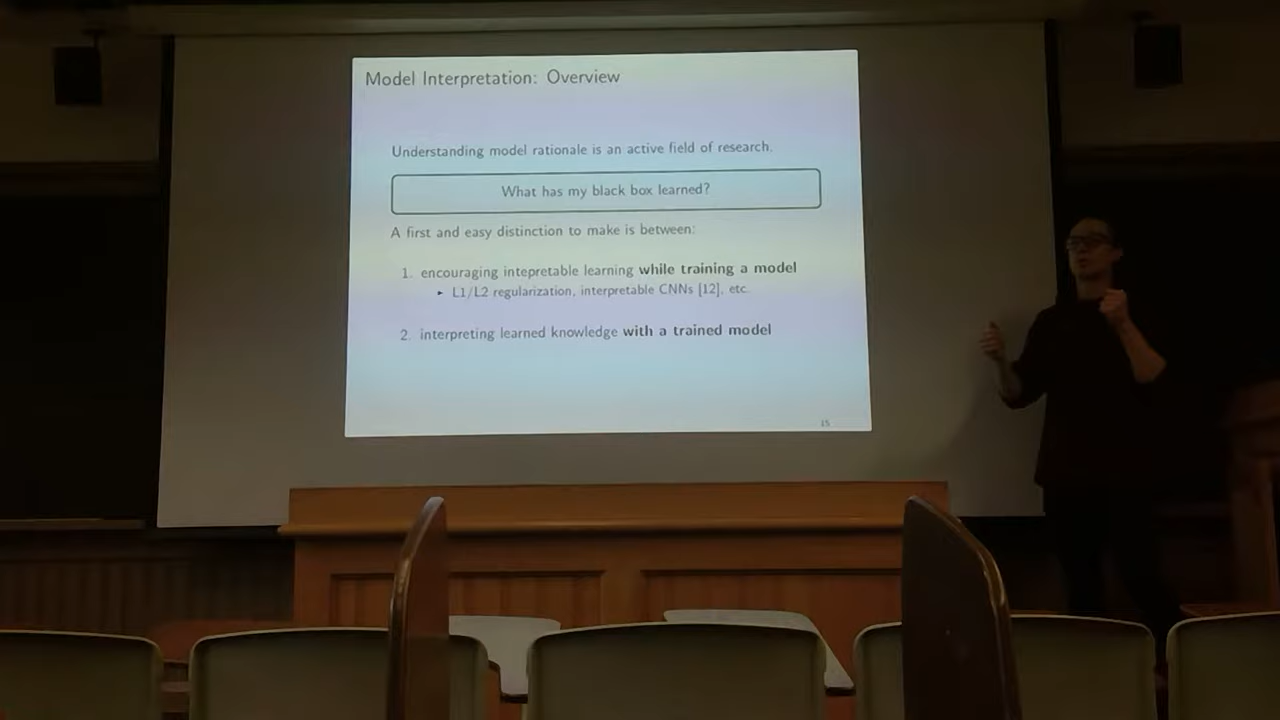 Model Interpretation: Overview
Understanding model rationale is an active field of research.
What has my black box learned?
A first and easy distinction to make is between:
1. encouraging intepretable learning while training a model
▸ L1/L2 regularization, interpretable CNNs [12], etc.
2. interpreting learned knowledge with a trained model
15